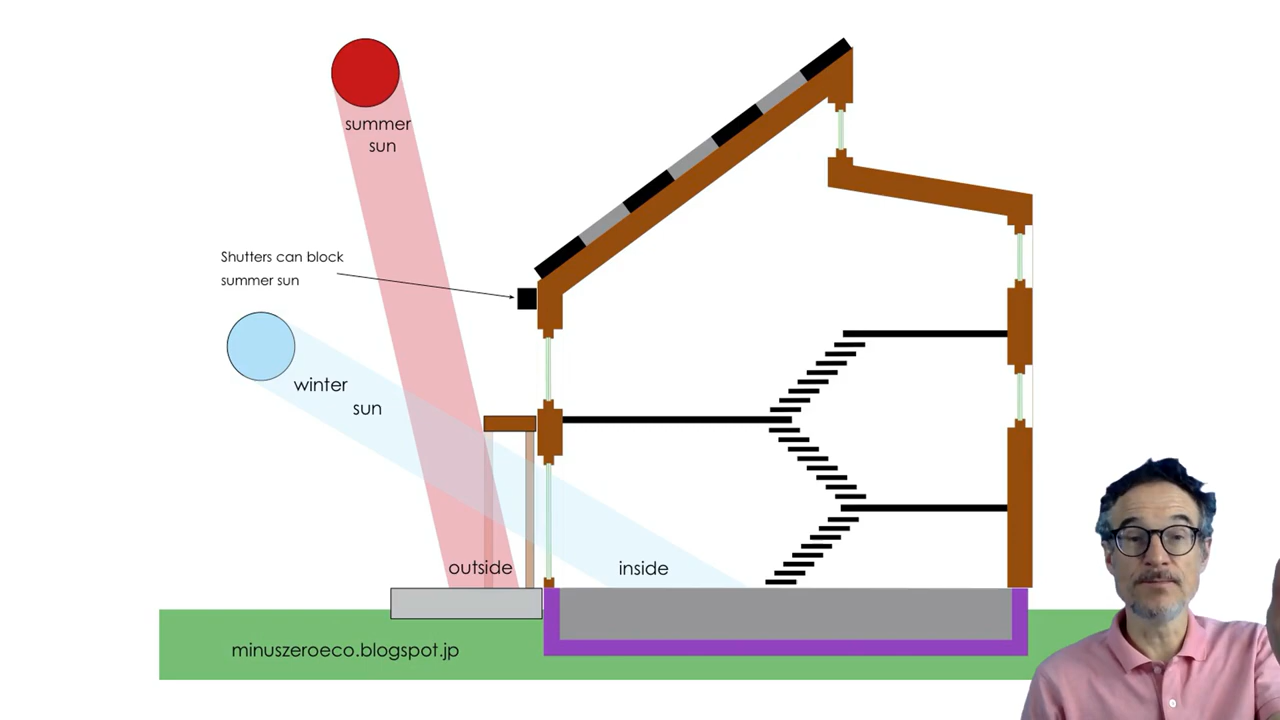 summer
sun
Shutters can block
summer sun
winter
sun
outside
inside
minuszeroeco.blogspot.jp